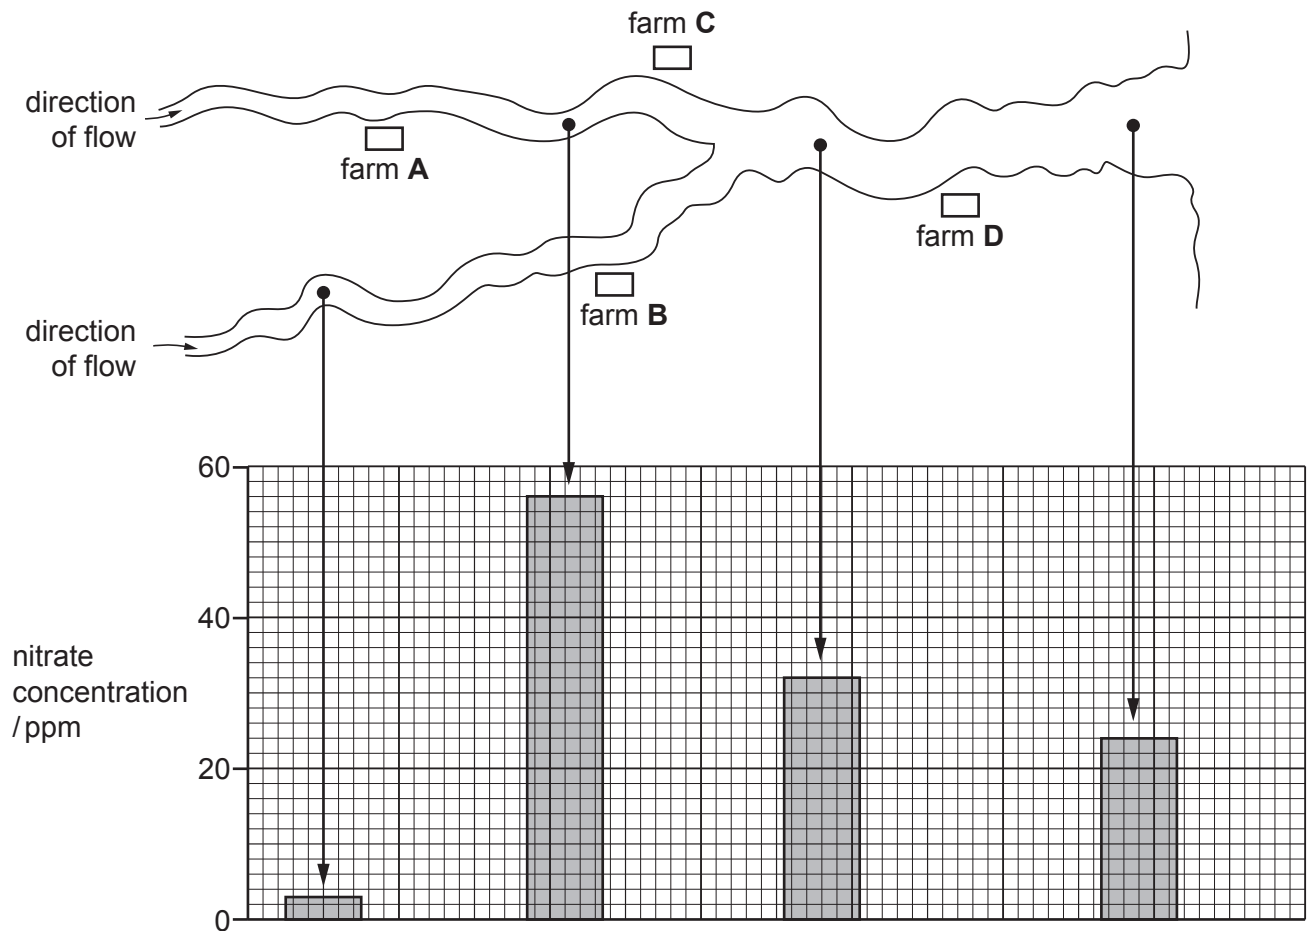 farm C
direction
of flow
farm A
farm D
farm B
direction
of flow
60
40
nitrate
concentration
/ ppm
20
0